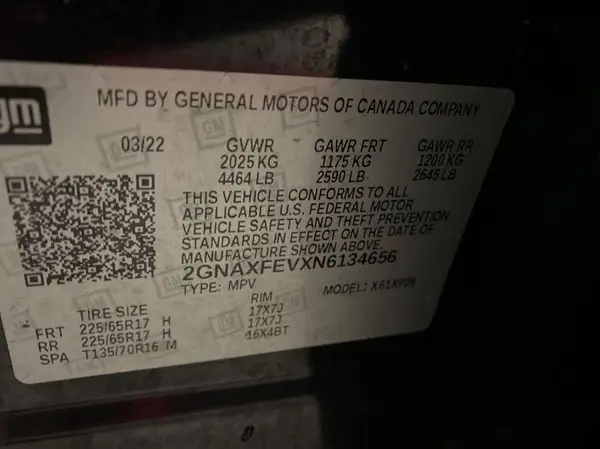 gm
MFD BY GENERAL MOTORS OF CANADA COMPANY
03/22 GVWR GAWR FRT GAWR RR
2025 KG 1175 KG 1200 KG
4464 LB 2590 LB 2645 LB
THIS VEHICLE CONFORMS TO ALL
APPLICABLE U.S. FEDERAL MOTOR
VEHICLE SAFETY AND THEFT PREVENTION
STANDARDS IN EFFECT ON THE DATE OF
MANUFACTURE SHOWN ABOVE.
2GNAXFEVXN6134656
TYPE: MPV MODEL: X61XP26
TIRE SIZE RIM
FRT 225/65R17 H 17X7J
RR 225/65R17 H 17X7J
SPA T135/70R16 M 16X4BT